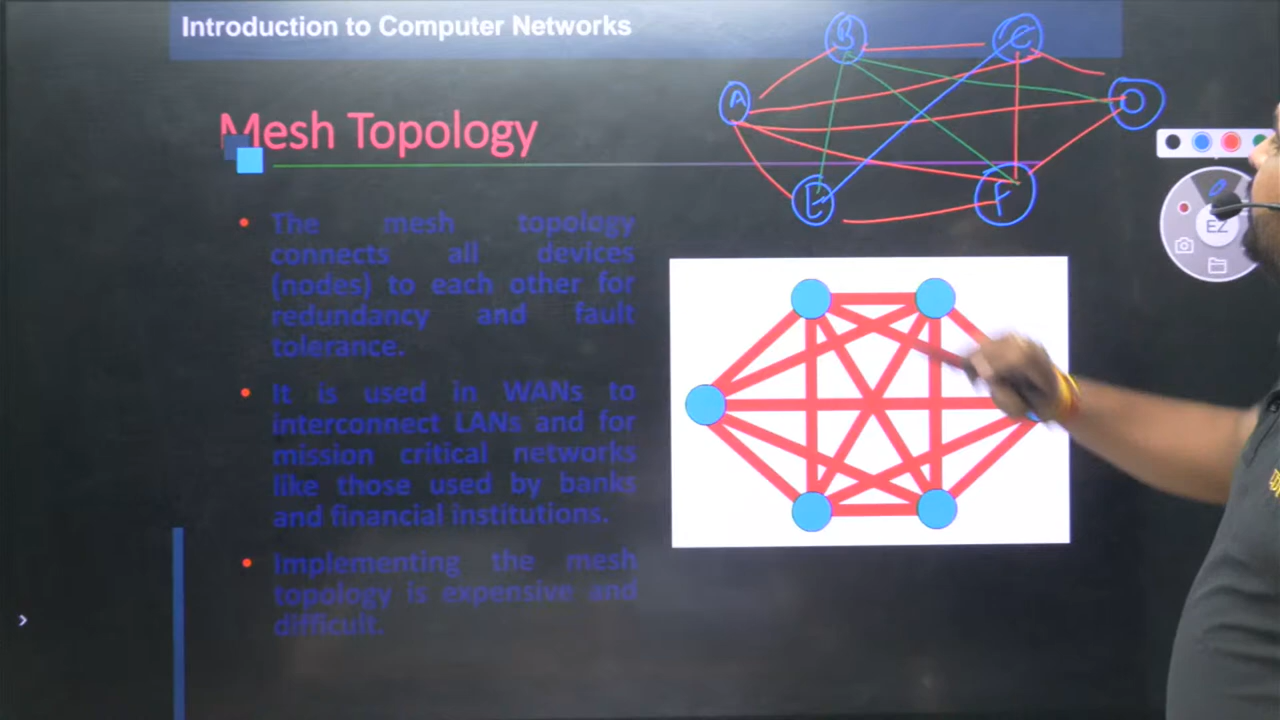 Introduction to Computer Networks
B
C
A
D
E
F
Mesh Topology
EZ
• The mesh topology
connects all devices
(nodes) to each other for
redundancy and fault
tolerance.
• It is used in WANs to
interconnect LANs and for
mission critical networks
like those used by banks
and financial institutions.
• Implementing the mesh
topology is expensive and
difficult.